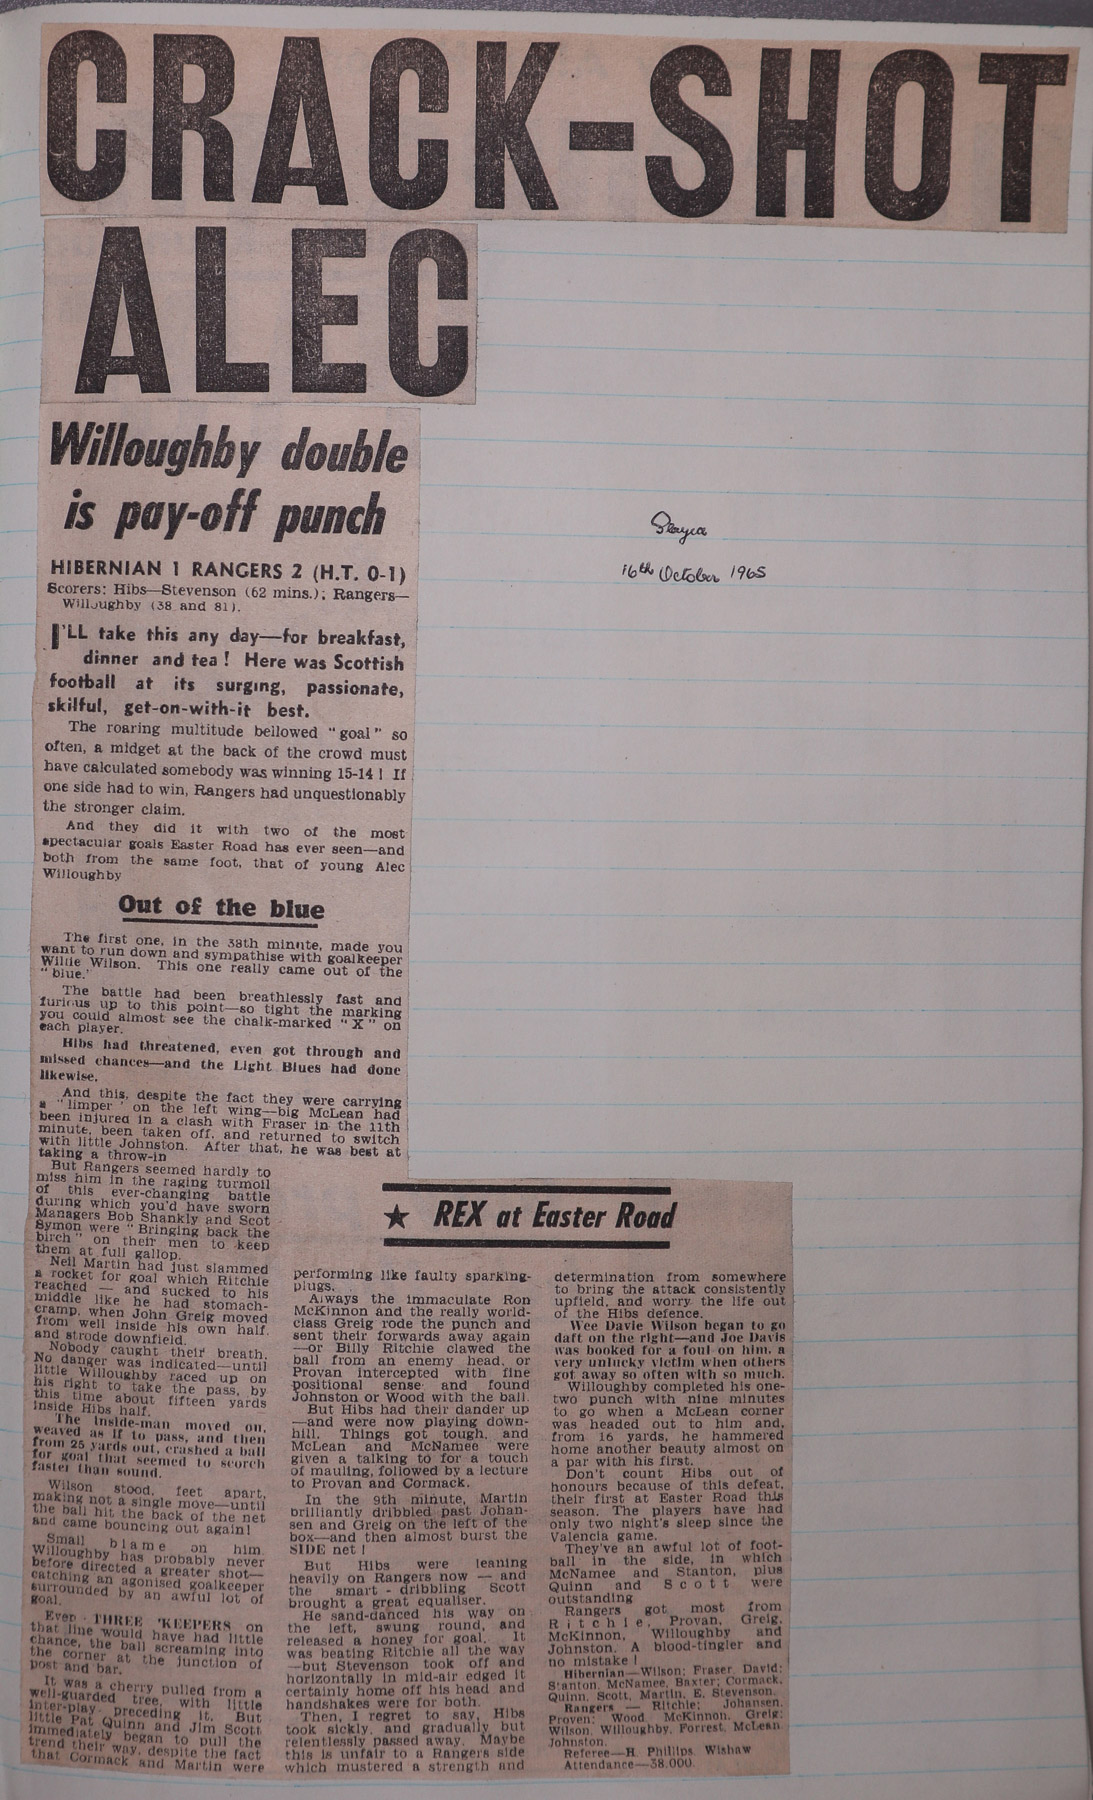 CRACK-SHOT
ALEC
Willoughby double
is pay-off punch
HIBERNIAN 1 RANGERS 2 (H.T. 0-1)
Scorers: Hibs—Stevenson (62 mins.); Rangers—
Willoughby (38 and 81).
I'LL take this any day—for breakfast,
dinner and tea! Here was Scottish
football at its surging, passionate,
skilful, get-on-with-it best.
The roaring multitude bellowed "goal" so
often, a midget at the back of the crowd must
have calculated somebody was winning 15-14! If
one side had to win, Rangers had unquestionably
the stronger claim.
And they did it with two of the most
spectacular goals Easter Road has ever seen—and
both from the same foot, that of young Alec
Willoughby
Out of the blue
The first one, in the 38th minute, made you
want to run down and sympathise with goalkeeper
Willie Wilson. This one really came out of the
"blue."
The battle had been breathlessly fast and
furious up to this point—so tight the marking
you could almost see the chalk-marked "X" on
each player.
Hibs had threatened, even got through and
missed chances—and the Light Blues had done
likewise.
And this, despite the fact they were carrying
a "limper" on the left wing—big McLean had
been injured in a clash with Fraser in the 11th
minute, been taken off, and returned to switch
with little Johnston. After that, he was best at
taking a throw-in
But Rangers seemed hardly to
miss him in the raging turmoil
of this ever-changing battle
during which you'd have sworn
Managers Bob Shankly and Scot
Symon were "Bringing back the
birch" on their men to keep
them at full gallop.
Neil Martin had just slammed
a rocket for goal which Ritchie
reached — and sucked to his
middle like he had stomach-
cramp, when John Greig moved
from well inside his own half,
and strode downfield.
Nobody caught their breath.
No danger was indicated—until
little Willoughby raced up on
his right to take the pass, by
this time about fifteen yards
inside Hibs half.
The inside-man moved on,
weaved as if to pass, and then
from 25 yards out, crashed a ball
for goal that seemed to scorch
faster than sound.
Wilson stood, feet apart,
making not a single move—until
the ball hit the back of the net
and came bouncing out again!
Small blame on him.
Willoughby has probably never
before directed a greater shot—
catching an agonised goalkeeper
surrounded by an awful lot of
goal.
Even THREE 'KEEPERS on
that line would have had little
chance, the ball screaming into
the corner at the junction of
post and bar.
It was a cherry pulled from a
well-guarded tree, with little
inter-play preceding it. But
little Pat Quinn and Jim Scott
immediately began to pull the
trend their way, despite the fact
that Cormack and Martin were
★ REX at Easter Road
performing like faulty sparking-
plugs.
Always the immaculate Ron
McKinnon and the really world-
class Greig rode the punch and
sent their forwards away again
—or Billy Ritchie clawed the
ball from an enemy head, or
Provan intercepted with fine
positional sense and found
Johnston or Wood with the ball.
But Hibs had their dander up
—and were now playing down-
hill. Things got tough, and
McLean and McNamee were
given a talking to for a touch
of mauling, followed by a lecture
to Provan and Cormack.
In the 9th minute, Martin
brilliantly dribbled past Johan-
sen and Greig on the left of the
box—and then almost burst the
SIDE net!
But Hibs were leaning
heavily on Rangers now — and
the smart-dribbling Scott
brought a great equaliser.
He sand-danced his way on
the left, swung round, and
released a honey for goal. It
was beating Ritchie all the way
—but Stevenson took off and
horizontally in mid-air edged it
certainly home off his head and
handshakes were for both.
Then, I regret to say, Hibs
took sickly, and gradually but
relentlessly passed away. Maybe
this is unfair to a Rangers side
which mustered a strength and
determination from somewhere
to bring the attack consistently
upfield, and worry the life out
of the Hibs defence.
Wee Davie Wilson began to go
daft on the right—and Joe Davis
was booked for a foul on him, a
very unlucky victim when others
got away so often with so much.
Willoughby completed his one-
two punch with nine minutes
to go when a McLean corner
was headed out to him and,
from 16 yards, he hammered
home another beauty almost on
a par with his first.
Don't count Hibs out of
honours because of this defeat,
their first at Easter Road this
season. The players have had
only two night's sleep since the
Valencia game.
They've an awful lot of foot-
ball in the side, in which
McNamee and Stanton, plus
Quinn and Scott were
outstanding
Rangers got most from
Ritchie, Provan, Greig,
McKinnon, Willoughby and
Johnston. A blood-tingler and
no mistake!
Hibernian—Wilson; Fraser, David;
Stanton, McNamee, Baxter; Cormack,
Quinn, Scott, Martin, E. Stevenson.
Rangers — Ritchie; Johansen,
Proven; Wood, McKinnon, Greig;
Wilson, Willoughby, Forrest, McLean,
Johnston.
Referee—H. Phillips, Wishaw
Attendance—38,000.
Played
16th October 1965